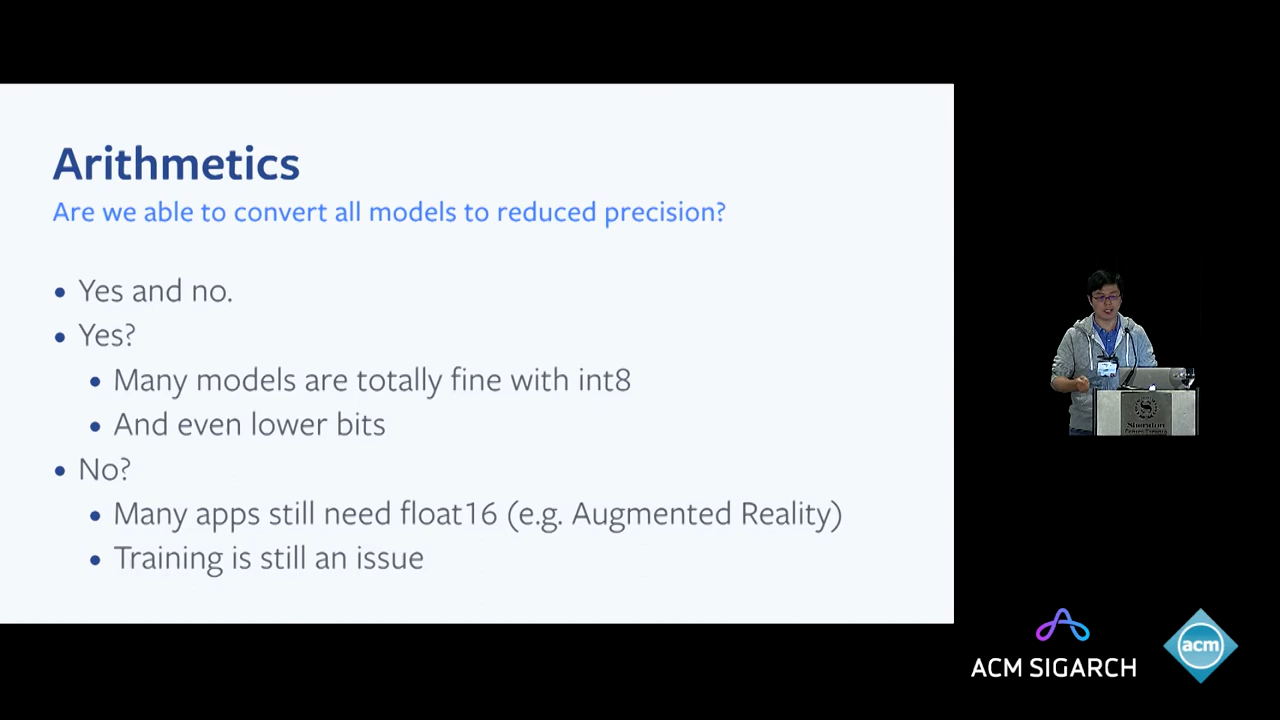 Arithmetics
Are we able to convert all models to reduced precision?
• Yes and no.
• Yes?
• Many models are totally fine with int8
• And even lower bits
• No?
• Many apps still need float16 (e.g. Augmented Reality)
• Training is still an issue
Sheraton
ACM SIGARCH
acm